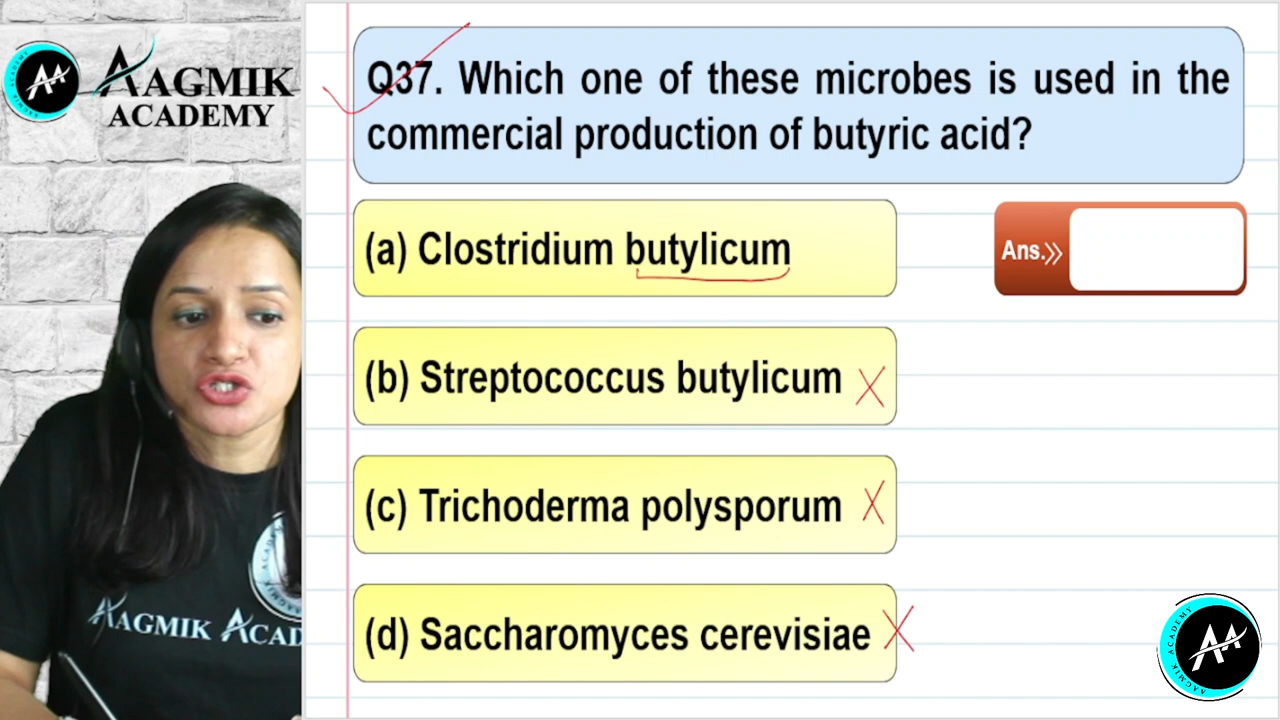 AAGMIK
ACADEMY
Q37. Which one of these microbes is used in the
commercial production of butyric acid?
(a) Clostridium butylicum
Ans.
(b) Streptococcus butylicum
(c) Trichoderma polysporum
(d) Saccharomyces cerevisiae
AAGMIK ACAD